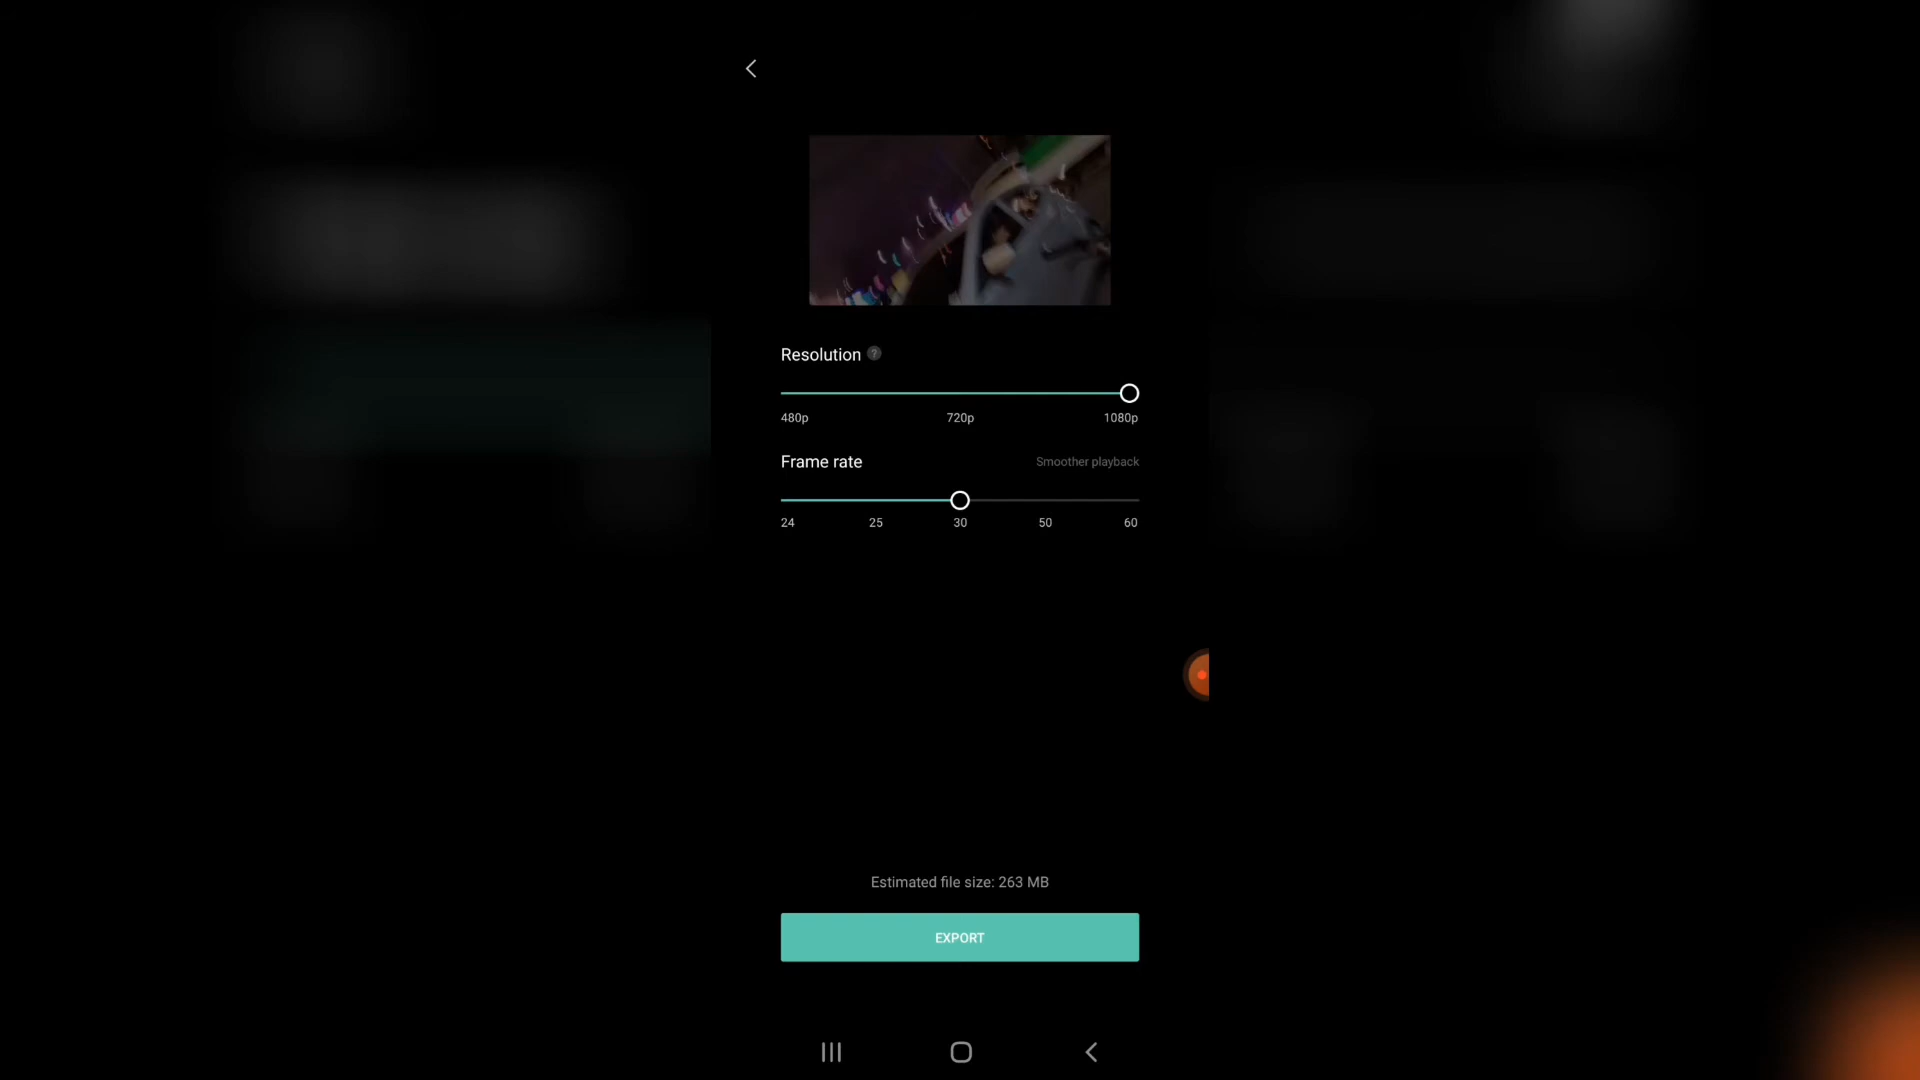 Resolution ?
480p 720p 1080p
Frame rate Smoother playback
24 25 30 50 60
Estimated file size: 263 MB
EXPORT